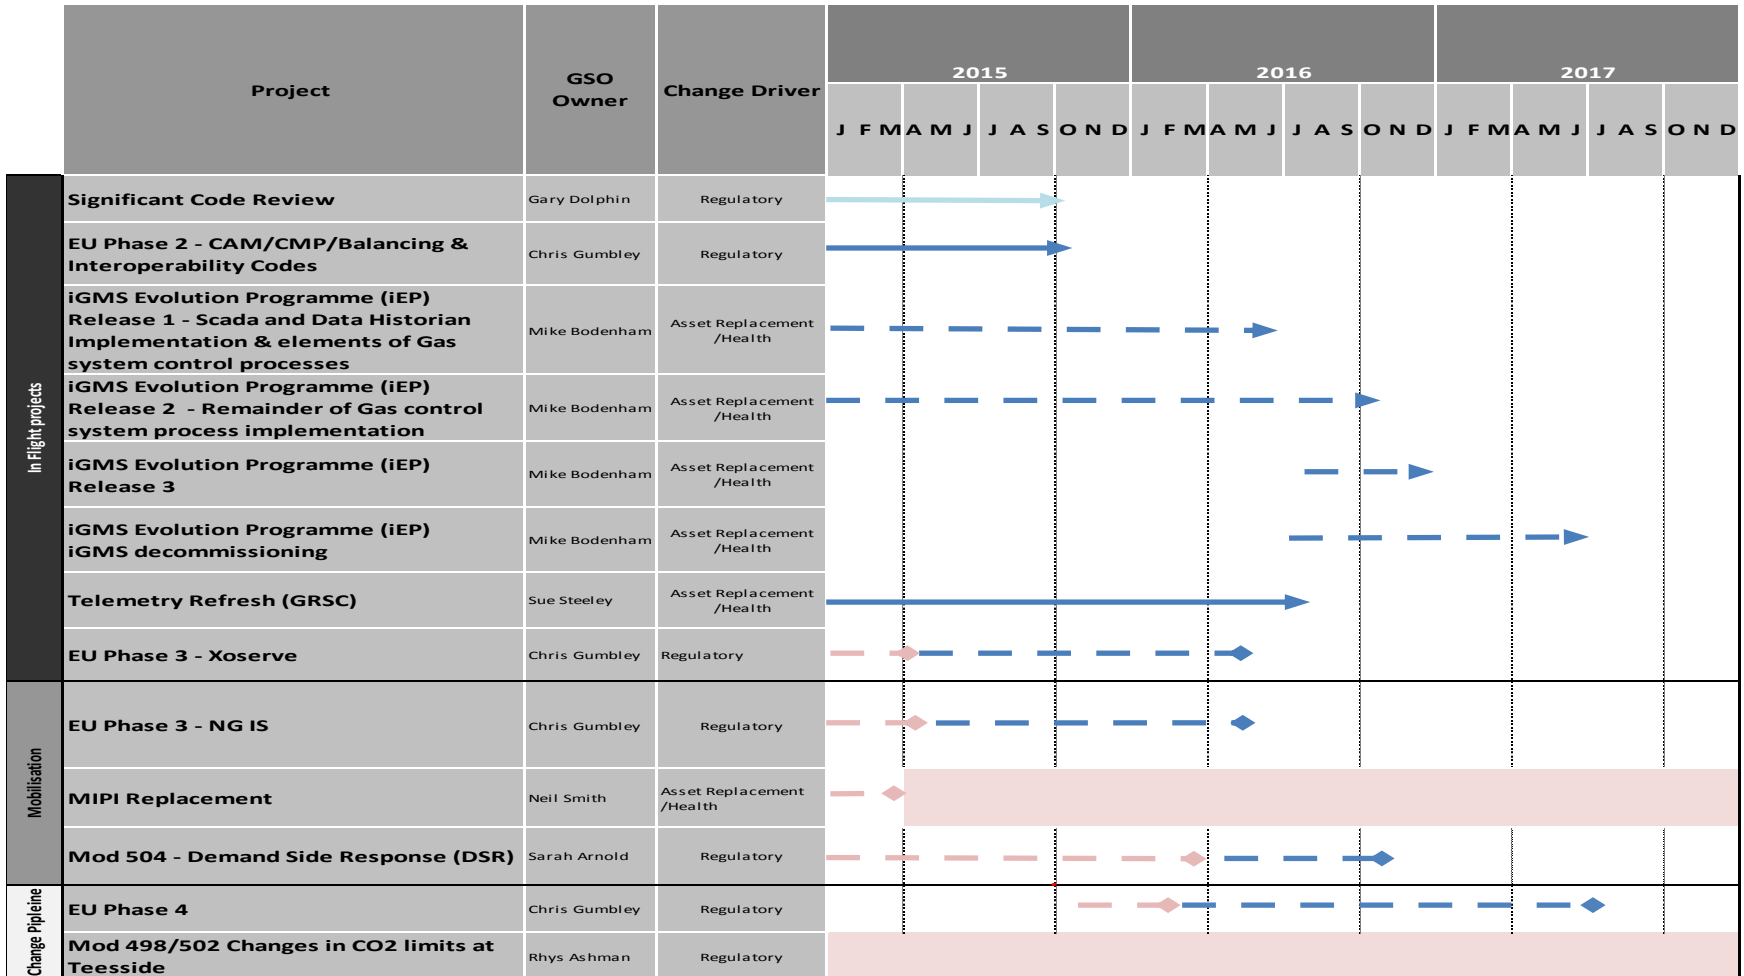 Project
GSO
Owner
Change Driver
2015
2016
2017
J F M A M J J A S O N D J F M A M J J A S O N D J F M A M J J A S O N D
In Flight projects
Significant Code Review
Gary Dolphin
Regulatory
EU Phase 2 - CAM/CMP/Balancing &
Interoperability Codes
Chris Gumbley
Regulatory
iGMS Evolution Programme (iEP)
Release 1 - Scada and Data Historian
Implementation & elements of Gas
system control processes
Mike Bodenham
Asset Replacement
/Health
iGMS Evolution Programme (iEP)
Release 2 - Remainder of Gas control
system process implementation
Mike Bodenham
Asset Replacement
/Health
iGMS Evolution Programme (iEP)
Release 3
Mike Bodenham
Asset Replacement
/Health
iGMS Evolution Programme (iEP)
iGMS decommissioning
Mike Bodenham
Asset Replacement
/Health
Telemetry Refresh (GRSC)
Sue Steeley
Asset Replacement
/Health
EU Phase 3 - Xoserve
Chris Gumbley
Regulatory
Mobilisation
EU Phase 3 - NG IS
Chris Gumbley
Regulatory
MIPI Replacement
Neil Smith
Asset Replacement
/Health
Mod 504 - Demand Side Response (DSR)
Sarah Arnold
Regulatory
Change Pipleine
EU Phase 4
Chris Gumbley
Regulatory
Mod 498/502 Changes in CO2 limits at
Teesside
Rhys Ashman
Regulatory